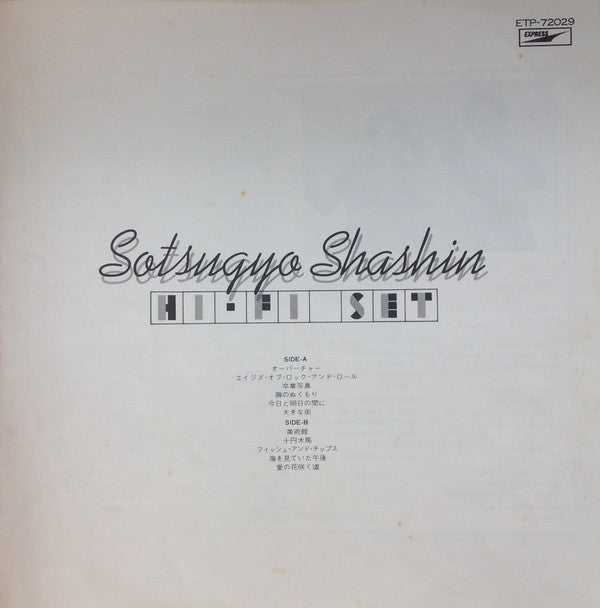 ETP-72029
EXPRESS
Sotsugyo Shashin
HI-FI SET
SIDE-A
オーバーチャー
エイジズ・オブ・ロック・アンド・ロール
卒業写真
胸のぬくもり
今日と明日の間に
大きな街
SIDE-B
美術館
十円木馬
フィッシュ・アンド・チップス
海を見ていた午後
愛の花咲く道